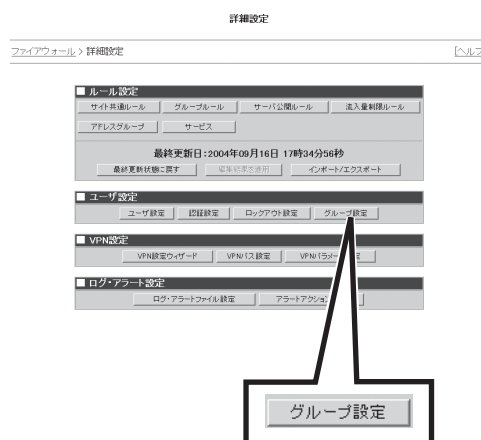 詳細設定
ファイアウォール > 詳細設定
[ヘルプ
■ ルール設定
サイト共通ルール グループルール サーバ公開ルール 流入量制限ルール
アドレスグループ サービス
最終更新日:2004年09月16日 17時34分56秒
最終更新状態に戻す 編集結果を適用 インポート/エクスポート
■ ユーザ設定
ユーザ設定 認証設定 ロックアウト設定 グループ設定
■ VPN設定
VPN設定ウィザード VPNパス設定 VPNパラメー 定
■ ログ・アラート設定
ログ・アラートファイル設定 アラートアクショ
グループ設定